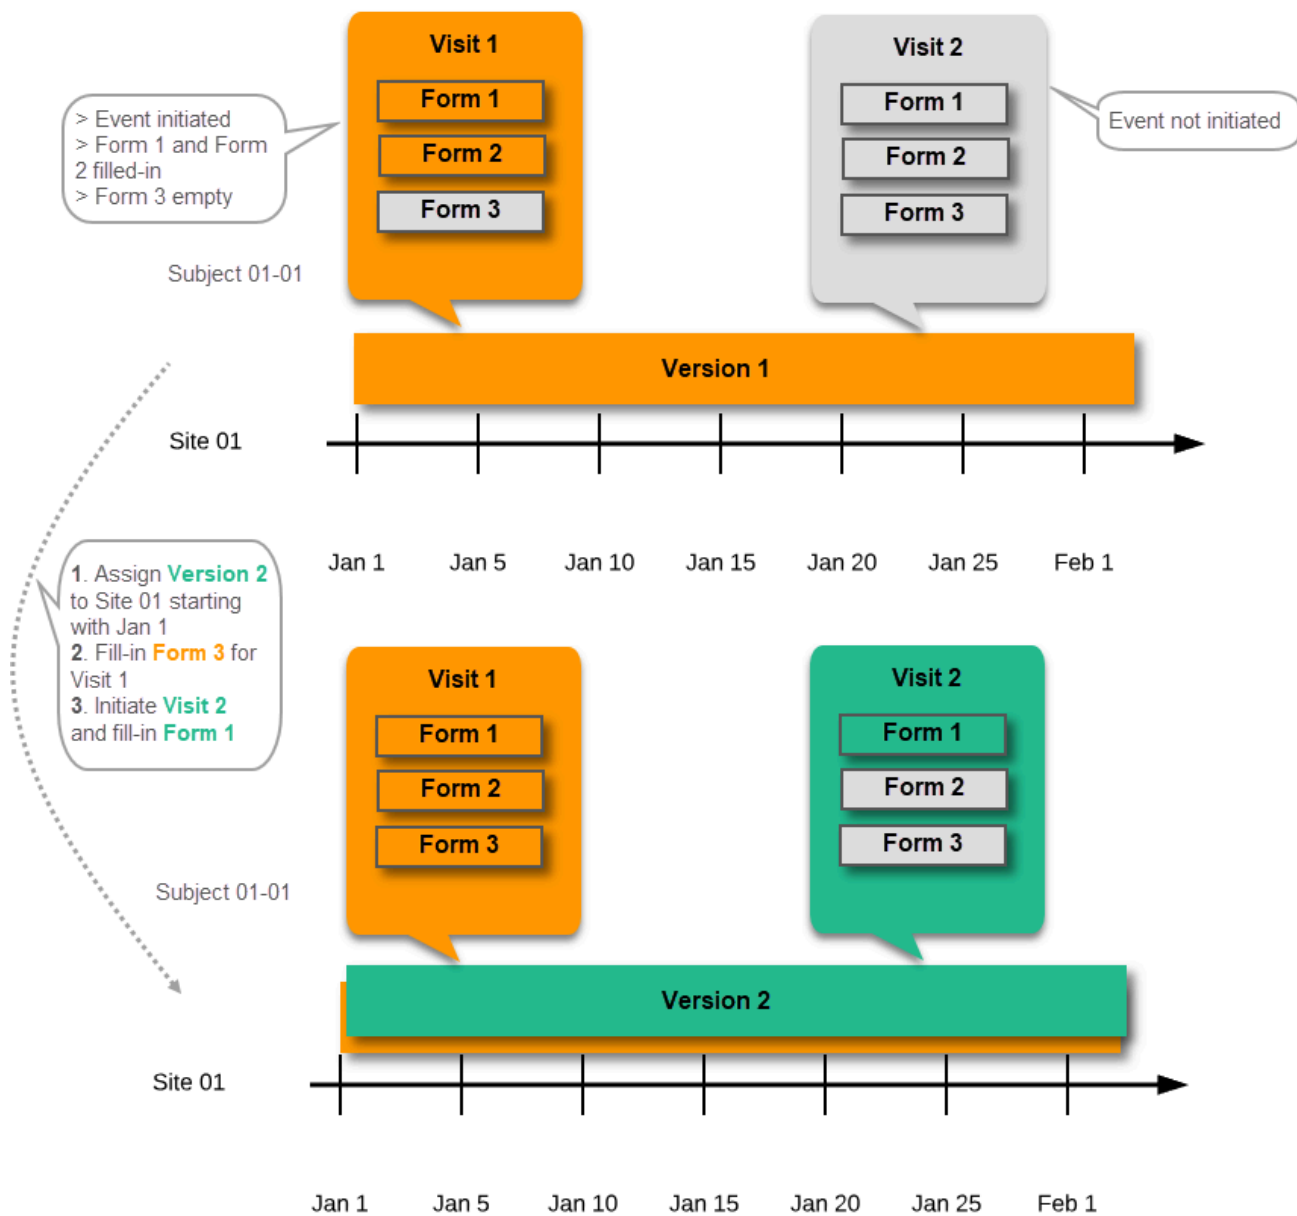 Visit 1
Form 1
Form 2
Form 3
Visit 2
Form 1
Form 2
Form 3
> Event initiated
> Form 1 and Form
2 filled-in
> Form 3 empty
Event not initiated
Subject 01-01
Version 1
Site 01
Jan 1 Jan 5 Jan 10 Jan 15 Jan 20 Jan 25 Feb 1
1. Assign Version 2
to Site 01 starting
with Jan 1
2. Fill-in Form 3 for
Visit 1
3. Initiate Visit 2
and fill-in Form 1
Visit 1
Form 1
Form 2
Form 3
Visit 2
Form 1
Form 2
Form 3
Subject 01-01
Version 2
Site 01
Jan 1 Jan 5 Jan 10 Jan 15 Jan 20 Jan 25 Feb 1